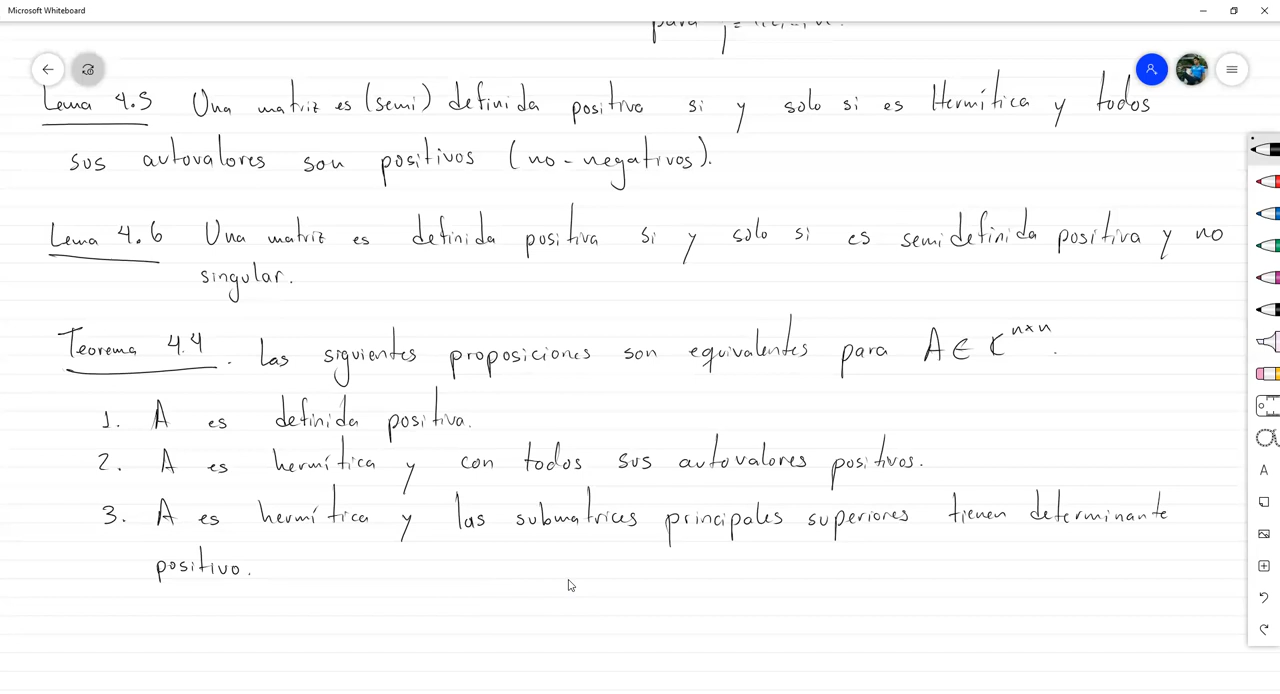 Microsoft Whiteboard
para
Lema 4.5 Una matriz es (semi) definida positiva si y solo si es Hermítica y todos
sus autovalores son positivos (no-negativos).
Lema 4.6 Una matriz es definida positiva si y solo si es semidefinida positiva y no
singular.
Teorema 4.4. Las siguientes proposiciones son equivalentes para A ∈ ℂ^{n×n}.
1. A es definida positiva.
2. A es hermítica y con todos sus autovalores positivos.
3. A es hermítica y las submatrices principales superiores tienen determinante
positivo.
A